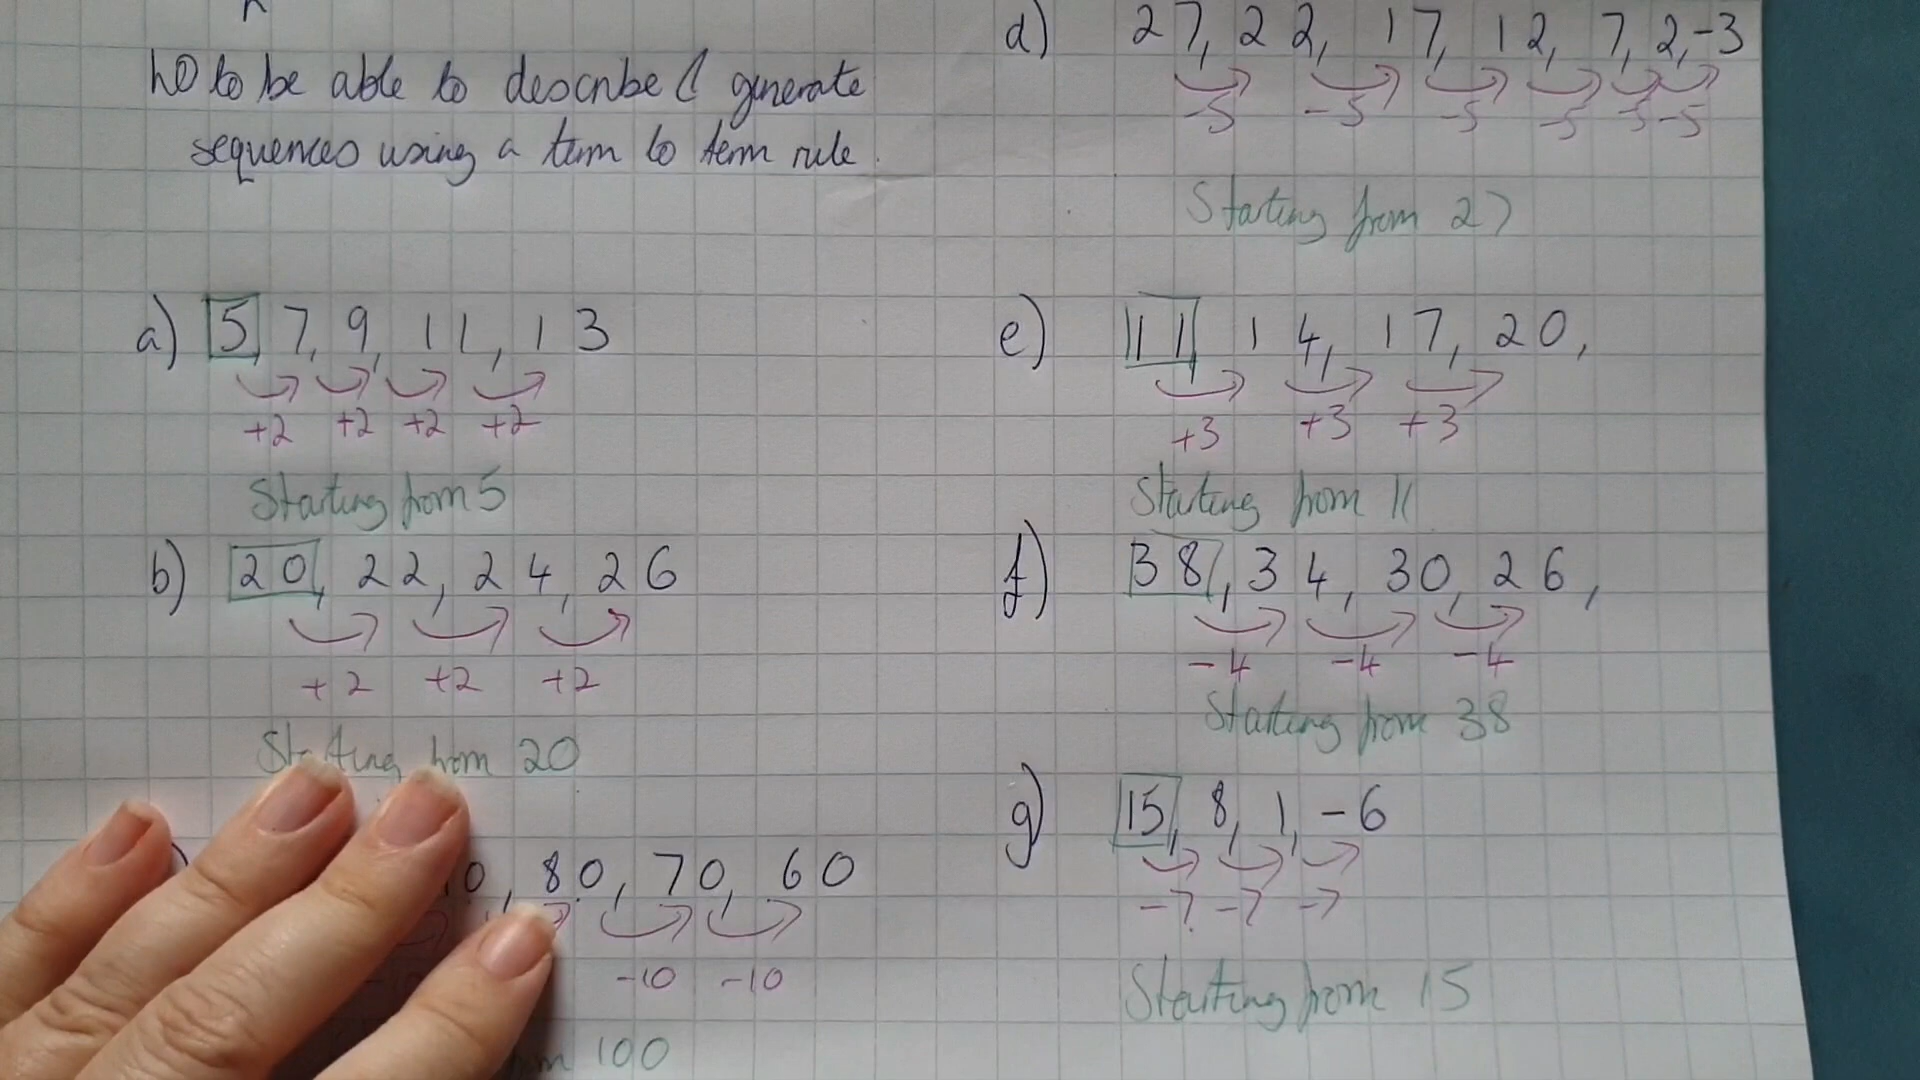 LO to be able to describe & generate
sequences using a term to term rule.
a) 5, 7, 9, 11, 13
+2 +2 +2 +2
Starting from 5
b) 20, 22, 24, 26
+2 +2 +2
Starting from 20
80, 70, 60
-10 -10
100
d) 27, 22, 17, 12, 7, 2, -3
-5 -5 -5 -5 -5 -5
Starting from 27
e) 11, 14, 17, 20,
+3 +3 +3
Starting from 11
f) 38, 34, 30, 26,
-4 -4 -4
Starting from 38
g) 15, 8, 1, -6
-7 -7 -7
Starting from 15